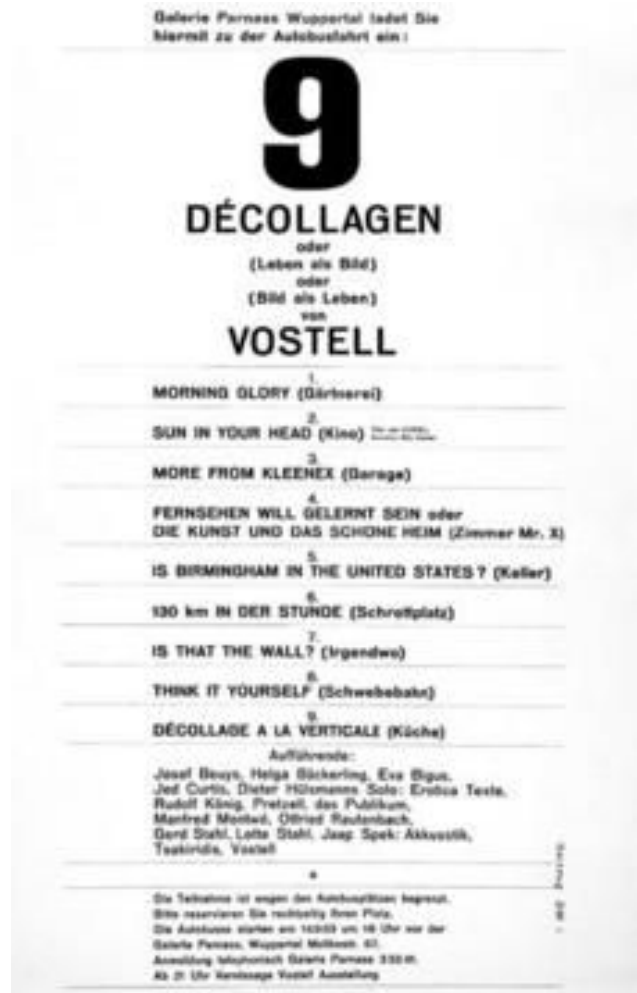 Galerie Parnass Wuppertal ladet Sie
hiermit zu der Autobusfahrt ein:
9
DÉCOLLAGEN
oder
(Leben als Bild)
oder
(Bild als Leben)
von
VOSTELL
1.
MORNING GLORY (Gärtnerei)
2.
SUN IN YOUR HEAD (Kino)
3.
MORE FROM KLEENEX (Garage)
4.
FERNSEHEN WILL GELERNT SEIN oder
DIE KUNST UND DAS SCHÖNE HEIM (Zimmer Mr. X)
5.
IS BIRMINGHAM IN THE UNITED STATES? (Keller)
6.
130 km IN DER STUNDE (Schrottplatz)
7.
IS THAT THE WALL? (Irgendwo)
8.
THINK IT YOURSELF (Schwebebahn)
9.
DÉCOLLAGE A LA VERTICALE (Küche)
Aufführende:
Josef Beuys, Helga Bäckerling, Eva Bigus,
Jed Curtis, Dieter Hülsmanns Solo: Erotica Texte,
Rudolf König, Pretzell, das Publikum,
Manfred Montwé, Otfried Rautenbach,
Gerd Stahl, Lotte Stahl, Jaap Spek: Akkusstik,
Tsakiridis, Vostell
*
Die Teilnahme ist wegen den Autobusplätzen begrenzt.
Bitte reservieren Sie rechtzeitig Ihren Platz.
Die Autobusse starten am um 18 Uhr vor der
Galerie Parnass, Wuppertal Moltkestr. 67.
Anmeldung telephonisch Galerie Parnass
Ab 21 Uhr Vernissage Vostell Ausstellung